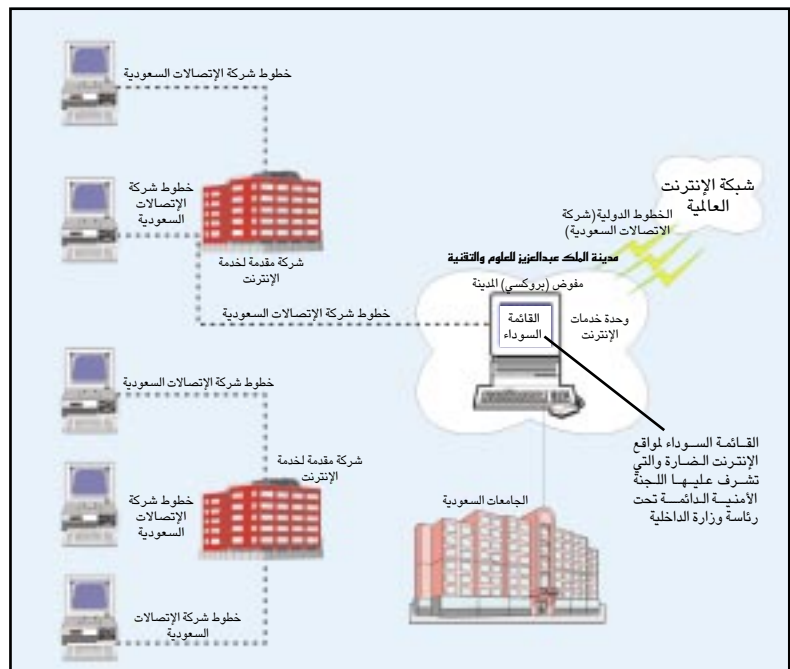 خطوط شركة الإتصالات السعودية
شبكة الإنترنت
العالمية
خطوط شركة
الإتصالات
السعودية
الخطوط الدولية(شركة
الاتصالات السعودية)
شركة مقدمة لخدمة
الإنترنت
مدينة الملك عبدالعزيز للعلوم والتقنية
مفوض (بروكسي) المدينة
خطوط شركة الإتصالات السعودية
القائمة
السوداء
وحدة خدمات
الإنترنت
خطوط شركة الإتصالات السعودية
شركة مقدمة لخدمة
الإنترنت
القائمة السوداء لمواقع
الإنترنت الضارة والتي
تشرف عليها اللجنة
الأمنية الدائمة تحت
رئاسة وزارة الداخلية
خطوط شركة
الإتصالات
السعودية
الجامعات السعودية
خطوط شركة الإتصالات
السعودية